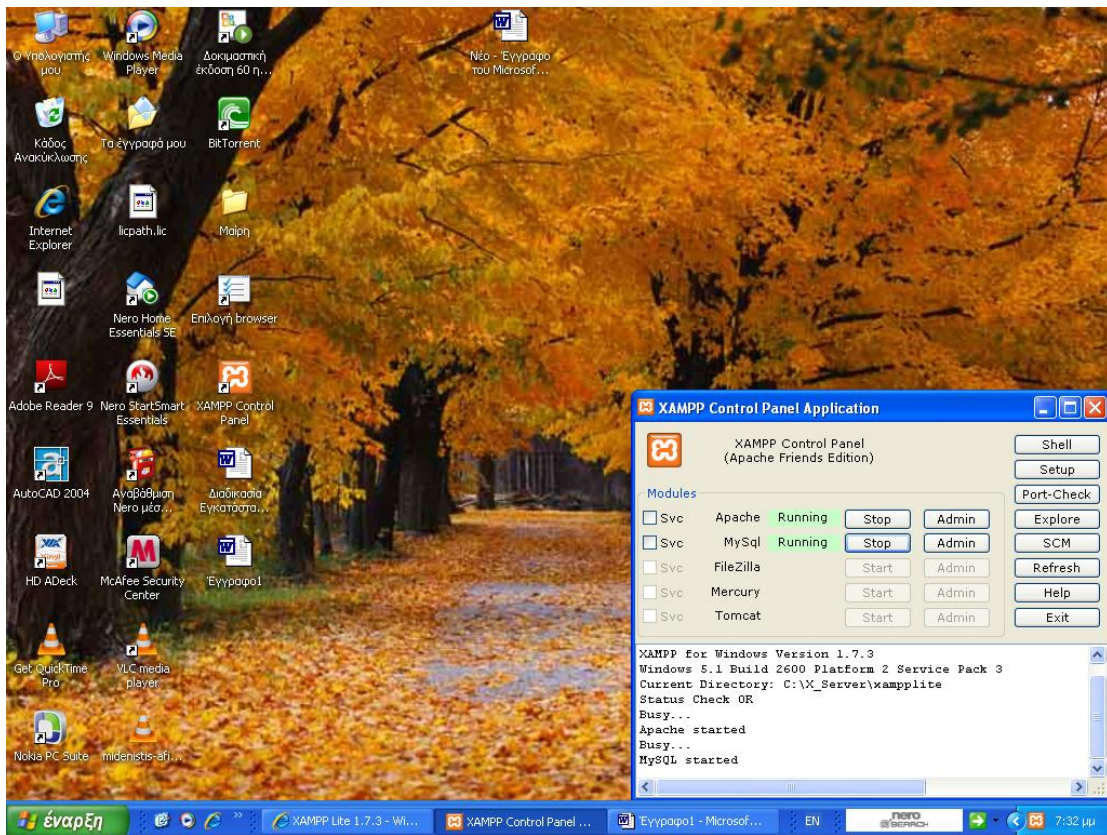 Ο Υπολογιστής
μου
Windows Media
Player
Δοκιμαστική
έκδοση 60 η...
Νέο - Έγγραφο
του Microsof...
Κάδος
Ανακύκλωσης
Τα έγγραφά μου
BitTorrent
Internet
Explorer
licpath.lic
Μαίρη
Nero Home
Essentials SE
Επιλογή browser
Adobe Reader 9
Nero StartSmart
Essentials
XAMPP Control
Panel
AutoCAD 2004
Αναβάθμιση
Nero μέσ...
Διαδικασία
Εγκατάστα...
HD ADeck
McAfee Security
Center
Έγγραφο1
Get QuickTime
Pro
VLC media
player
Nokia PC Suite
midenistis-afi...
XAMPP Control Panel Application
XAMPP Control Panel
(Apache Friends Edition)
Shell
Setup
Modules
Port-Check
Svc Apache Running Stop Admin Explore
Svc MySql Running Stop Admin SCM
Svc FileZilla Start Admin Refresh
Svc Mercury Start Admin Help
Svc Tomcat Start Admin Exit
XAMPP for Windows Version 1.7.3
Windows 5.1 Build 2600 Platform 2 Service Pack 3
Current Directory: C:\X_Server\xampplite
Status Check OK
Busy...
Apache started
Busy...
MySQL started
έναρξη
XAMPP Lite 1.7.3 - Wi...
XAMPP Control Panel ...
Έγγραφο1 - Microsof...
EN
nero
SEARCH
7:32 μμ